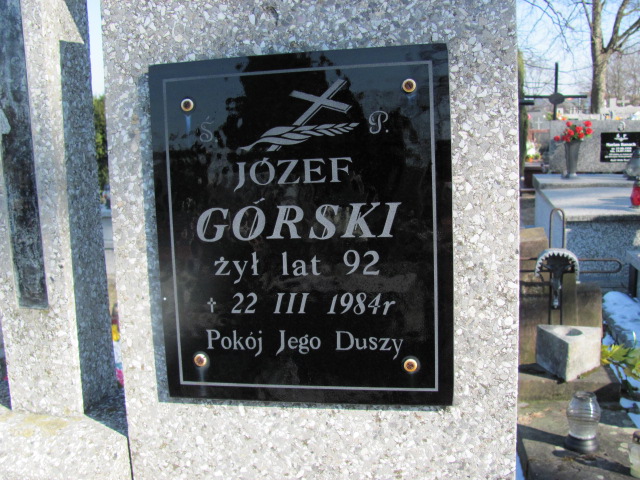 Ś. P.
JÓZEF
GÓRSKI
żył lat 92
† 22 III 1984r
Pokój Jego Duszy